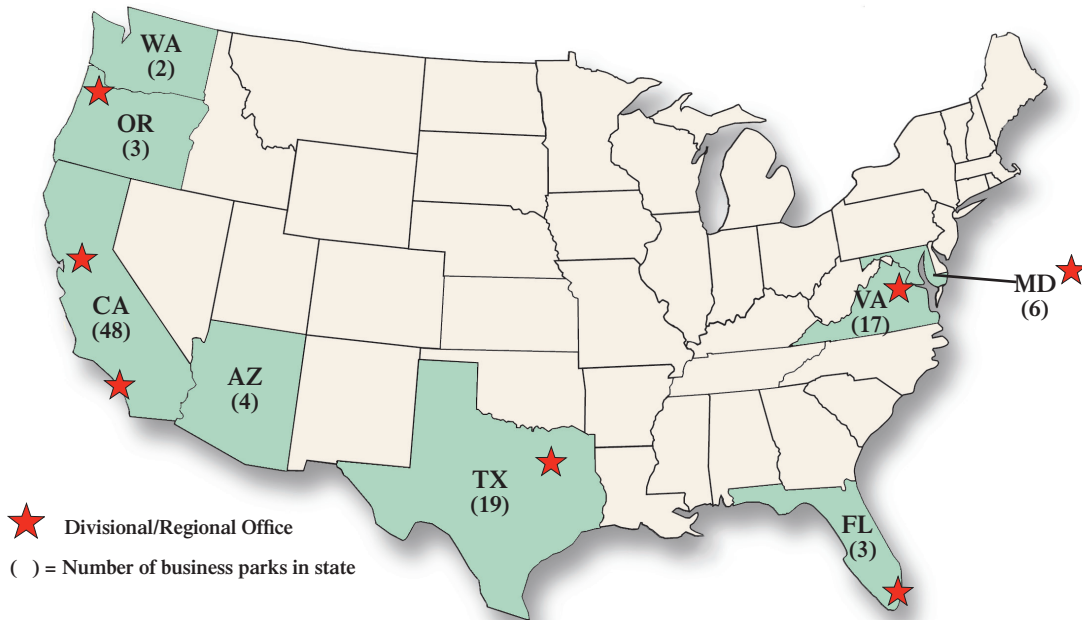 WA
(2)
OR
(3)
CA
(48)
AZ
(4)
TX
(19)
VA
(17)
MD
(6)
FL
(3)
Divisional/Regional Office
( ) = Number of business parks in state